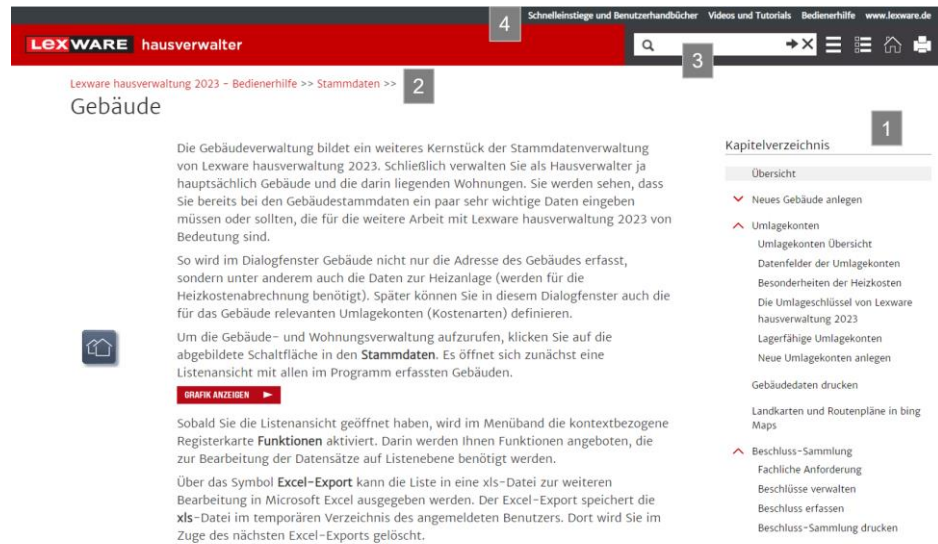 4
Schnelleinstiege und Benutzerhandbücher Videos und Tutorials Bedienerhilfe www.lexware.de
LEXWARE hausverwalter
3
Lexware hausverwaltung 2023 - Bedienerhilfe >> Stammdaten >>
2
Gebäude
Die Gebäudeverwaltung bildet ein weiteres Kernstück der Stammdatenverwaltung
von Lexware hausverwaltung 2023. Schließlich verwalten Sie als Hausverwalter ja
hauptsächlich Gebäude und die darin liegenden Wohnungen. Sie werden sehen, dass
Sie bereits bei den Gebäudestammdaten ein paar sehr wichtige Daten eingeben
müssen oder sollten, die für die weitere Arbeit mit Lexware hausverwaltung 2023 von
Bedeutung sind.
So wird im Dialogfenster Gebäude nicht nur die Adresse des Gebäudes erfasst,
sondern unter anderem auch die Daten zur Heizanlage (werden für die
Heizkostenabrechnung benötigt). Später können Sie in diesem Dialogfenster auch die
für das Gebäude relevanten Umlagekonten (Kostenarten) definieren.
Um die Gebäude- und Wohnungsverwaltung aufzurufen, klicken Sie auf die
abgebildete Schaltfläche in den Stammdaten. Es öffnet sich zunächst eine
Listenansicht mit allen im Programm erfassten Gebäuden.
GRAFIK ANZEIGEN
Sobald Sie die Listenansicht geöffnet haben, wird im Menüband die kontextbezogene
Registerkarte Funktionen aktiviert. Darin werden Ihnen Funktionen angeboten, die
zur Bearbeitung der Datensätze auf Listenebene benötigt werden.
Über das Symbol Excel-Export kann die Liste in eine xls-Datei zur weiteren
Bearbeitung in Microsoft Excel ausgegeben werden. Der Excel-Export speichert die
xls-Datei im temporären Verzeichnis des angemeldeten Benutzers. Dort wird Sie im
Zuge des nächsten Excel-Exports gelöscht.
1
Kapitelverzeichnis
Übersicht
Neues Gebäude anlegen
Umlagekonten
Umlagekonten Übersicht
Datenfelder der Umlagekonten
Besonderheiten der Heizkosten
Die Umlageschlüssel von Lexware
hausverwaltung 2023
Lagerfähige Umlagekonten
Neue Umlagekonten anlegen
Gebäudedaten drucken
Landkarten und Routenpläne in bing
Maps
Beschluss-Sammlung
Fachliche Anforderung
Beschlüsse verwalten
Beschluss erfassen
Beschluss-Sammlung drucken